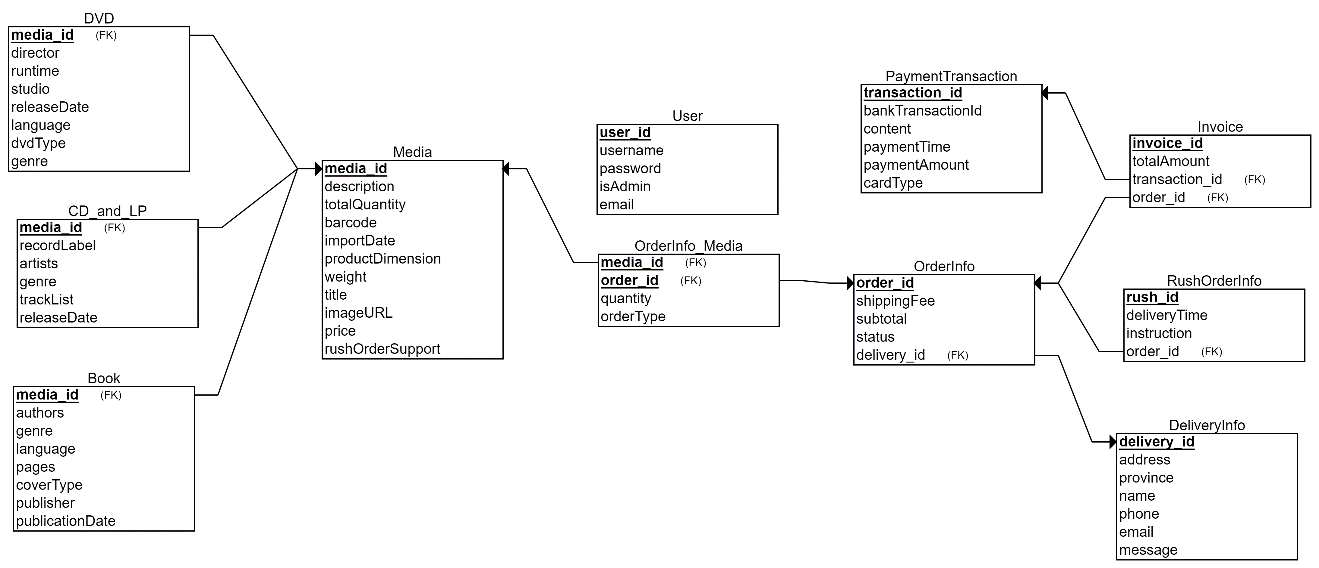 DVD
media_id (FK)
director
runtime
studio
releaseDate
language
dvdType
genre
CD_and_LP
media_id (FK)
recordLabel
artists
genre
trackList
releaseDate
Book
media_id (FK)
authors
genre
language
pages
coverType
publisher
publicationDate
Media
media_id
description
totalQuantity
barcode
importDate
productDimension
weight
title
imageURL
price
rushOrderSupport
User
user_id
username
password
isAdmin
email
OrderInfo_Media
media_id (FK)
order_id (FK)
quantity
orderType
PaymentTransaction
transaction_id
bankTransactionId
content
paymentTime
paymentAmount
cardType
OrderInfo
order_id
shippingFee
subtotal
status
delivery_id (FK)
Invoice
invoice_id
totalAmount
transaction_id (FK)
order_id (FK)
RushOrderInfo
rush_id
deliveryTime
instruction
order_id (FK)
DeliveryInfo
delivery_id
address
province
name
phone
email
message